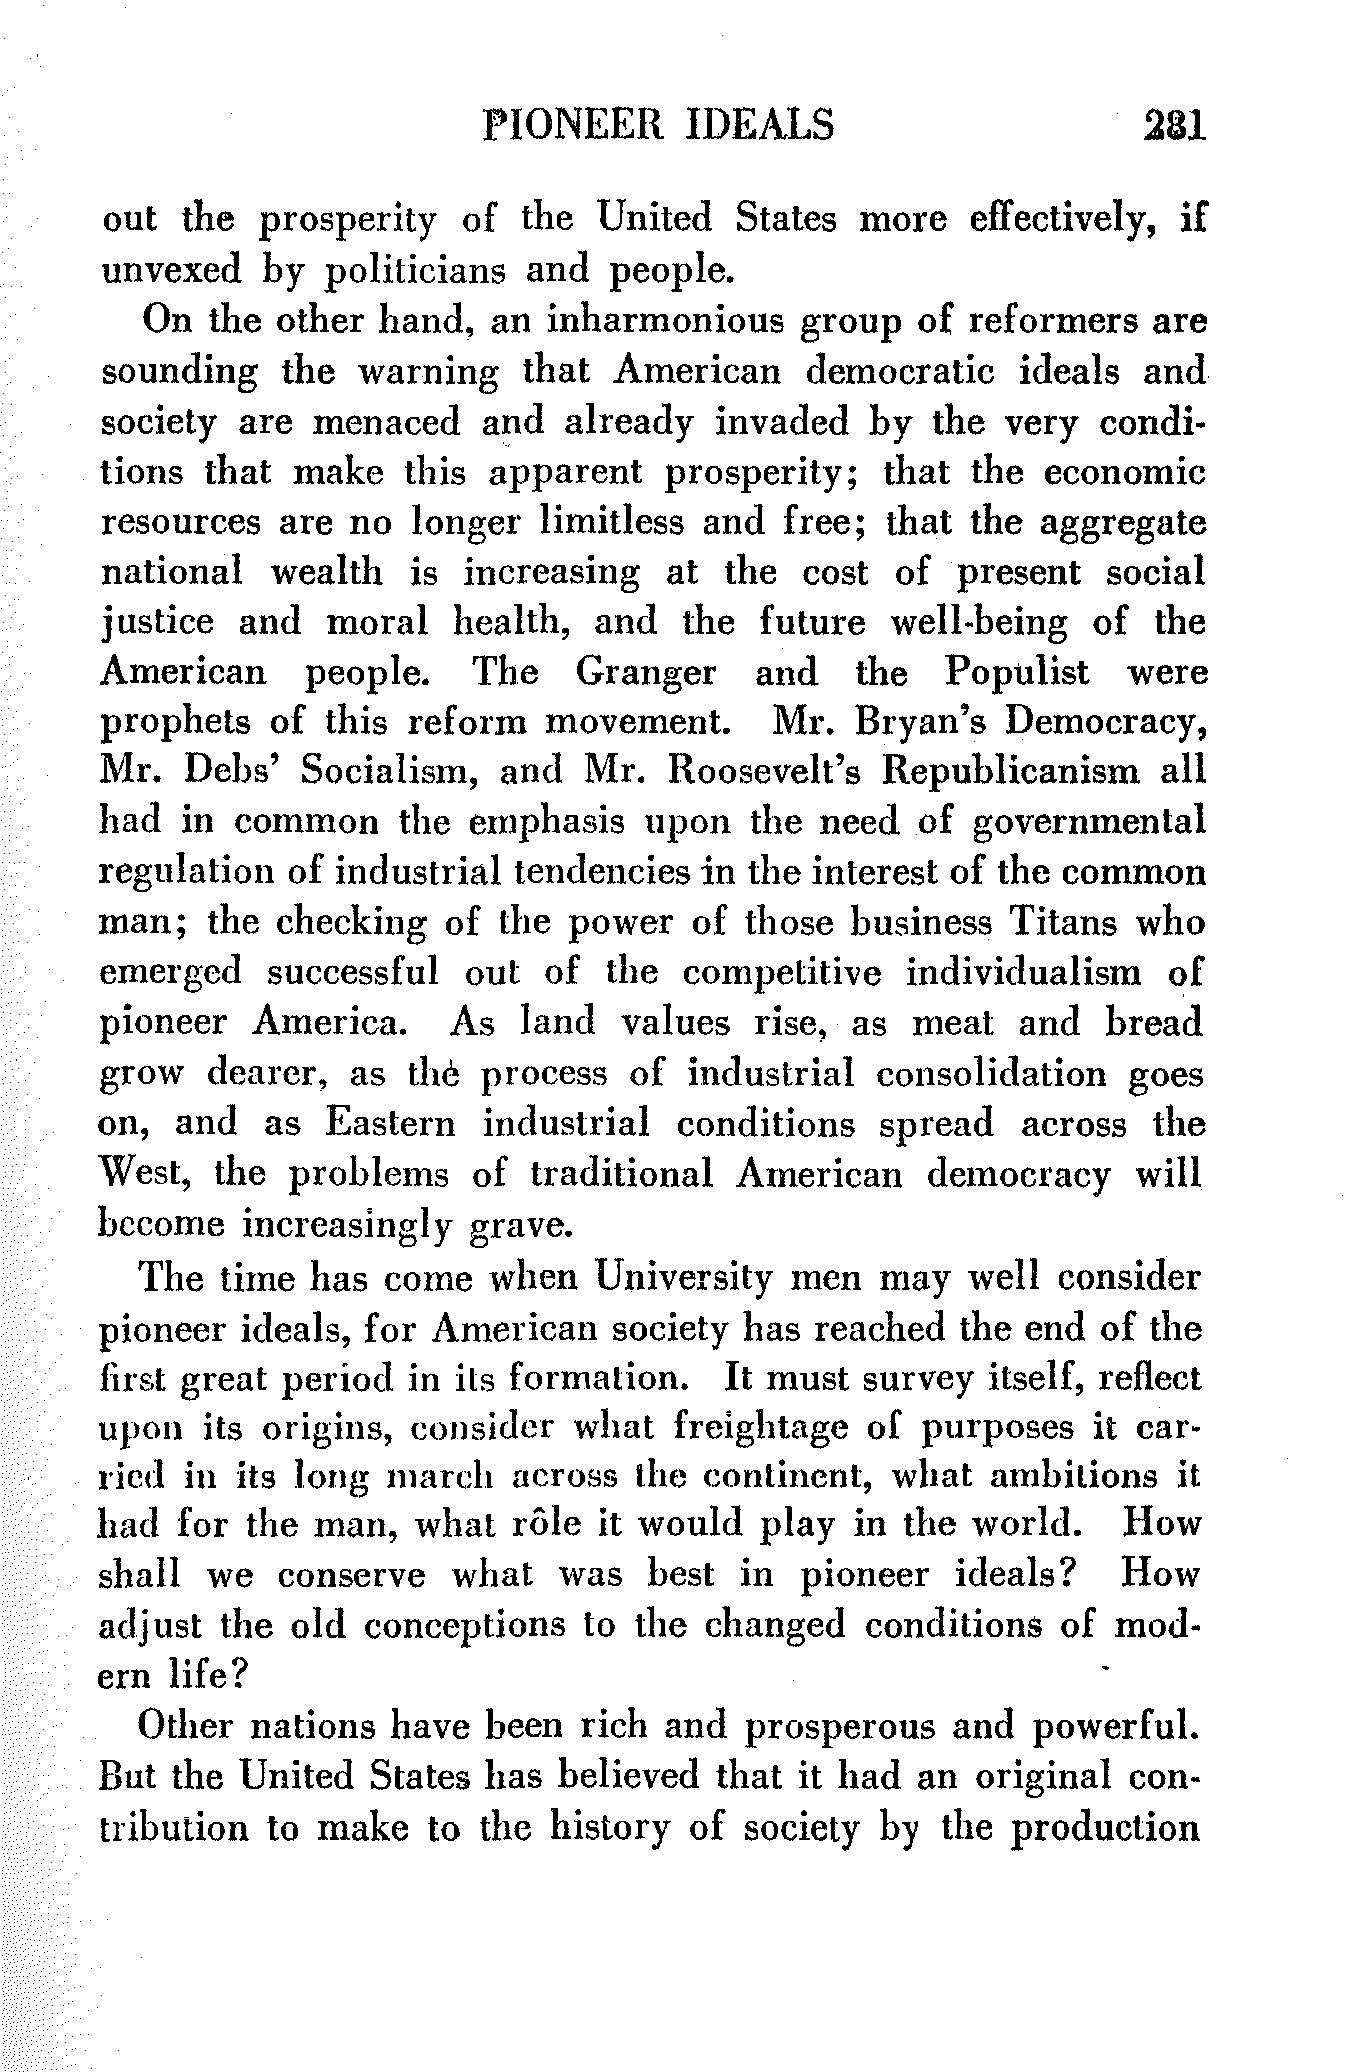 PIONEER IDEALS 281
out the prosperity of the United States more effectively, if
unvexed by politicians and people.
On the other hand, an inharmonious group of reformers are
sounding the warning that American democratic ideals and
society are menaced and already invaded by the very condi-
tions that make this apparent prosperity; that the economic
resources are no longer limitless and free; that the aggregate
national wealth is increasing at the cost of present social
justice and moral health, and the future well-being of the
American people. The Granger and the Populist were
prophets of this reform movement. Mr. Bryan's Democracy,
Mr. Debs' Socialism, and Mr. Roosevelt's Republicanism all
had in common the emphasis upon the need of governmental
regulation of industrial tendencies in the interest of the common
man; the checking of the power of those business Titans who
emerged successful out of the competitive individualism of
pioneer America. As land values rise, as meat and bread
grow dearer, as the process of industrial consolidation goes
on, and as Eastern industrial conditions spread across the
West, the problems of traditional American democracy will
become increasingly grave.
The time has come when University men may well consider
pioneer ideals, for American society has reached the end of the
first great period in its formation. It must survey itself, reflect
upon its origins, consider what freightage of purposes it car-
ried in its long march across the continent, what ambitions it
had for the man, what rôle it would play in the world. How
shall we conserve what was best in pioneer ideals? How
adjust the old conceptions to the changed conditions of mod-
ern life?
Other nations have been rich and prosperous and powerful.
But the United States has believed that it had an original con-
tribution to make to the history of society by the production